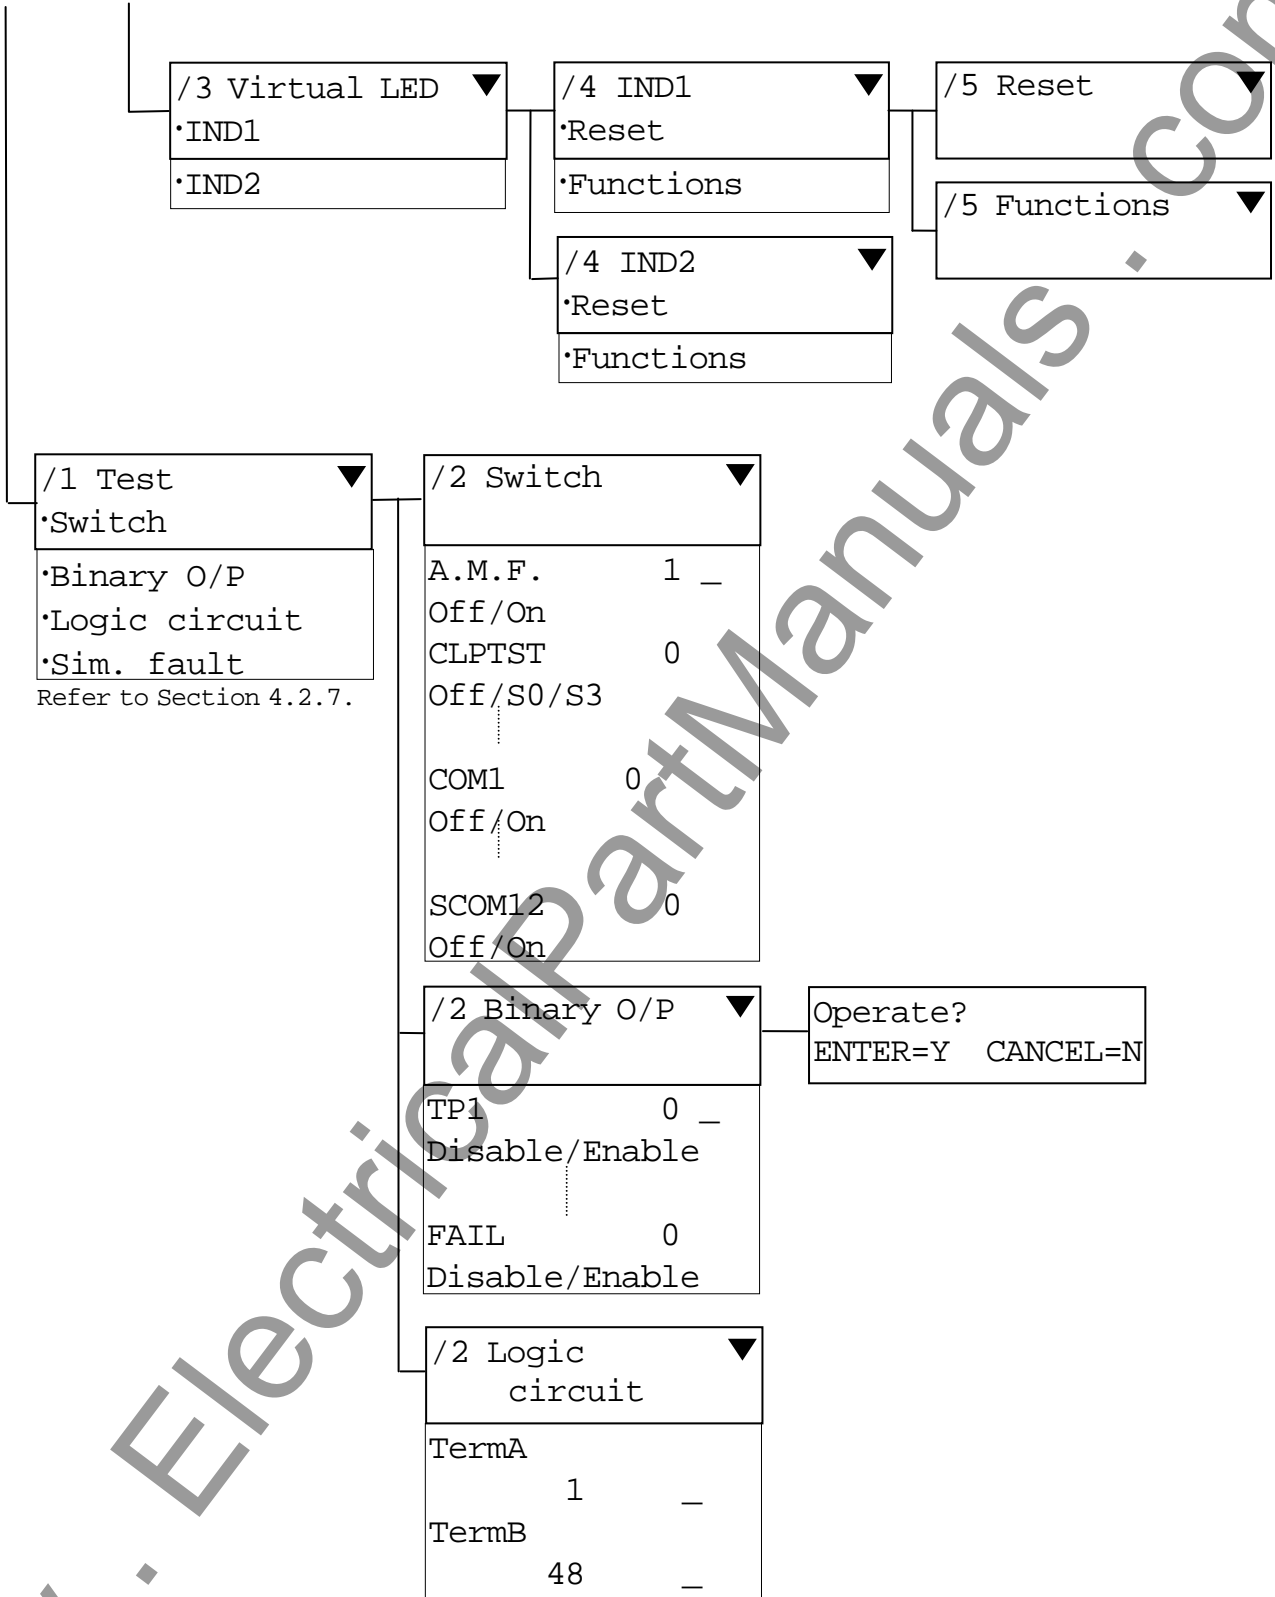 /3 Virtual LED
·IND1
·IND2
/4 IND1
·Reset
·Functions
/5 Reset
/5 Functions
/4 IND2
·Reset
·Functions
/1 Test
·Switch
·Binary O/P
·Logic circuit
·Sim. fault
Refer to Section 4.2.7.
/2 Switch
A.M.F. 1 _
Off/On
CLPTST 0
Off/S0/S3
COM1 0
Off/On
SCOM12 0
Off/On
/2 Binary O/P
TP1 0 _
Disable/Enable
FAIL 0
Disable/Enable
Operate?
ENTER=Y CANCEL=N
/2 Logic
circuit
TermA
1 _
TermB
48 _
. ElectricalPartManuals . com